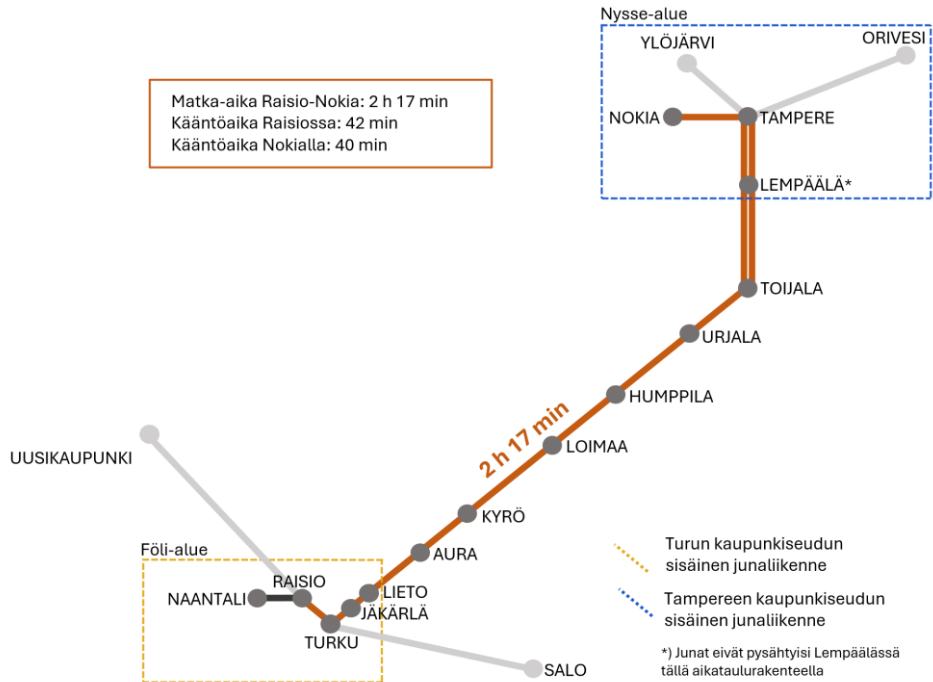 Nysse-alue
YLÖJÄRVI
ORIVESI
Matka-aika Raisio-Nokia: 2 h 17 min
Kääntöaika Raisiossa: 42 min
Kääntöaika Nokialla: 40 min
NOKIA
TAMPERE
LEMPÄÄLÄ*
TOIJALA
URJALA
HUMPPILA
2 h 17 min
LOIMAA
UUSIKAUPUNKI
KYRÖ
AURA
Föli-alue
RAISIO
NAANTALI
LIETO
JÄKÄRLÄ
TURKU
SALO
Turun kaupunkiseudun
sisäinen junaliikenne
Tampereen kaupunkiseudun
sisäinen junaliikenne
*) Junat eivät pysähtyisi Lempäälässä
tällä aikataulurakenteella